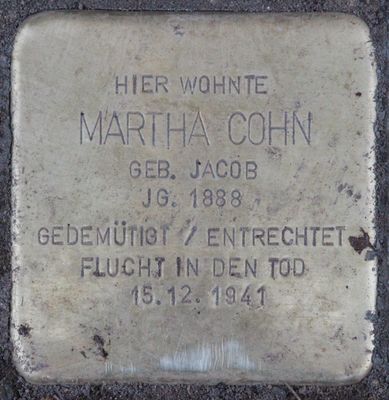 HIER WOHNTE
MARTHA COHN
GEB. JACOB
JG. 1888
GEDEMÜTIGT / ENTRECHTET
FLUCHT IN DEN TOD
15.12. 1941